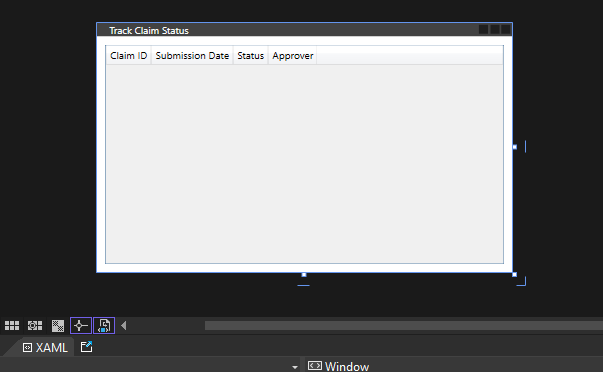 Track Claim Status
Claim ID Submission Date Status Approver
XAML
Window